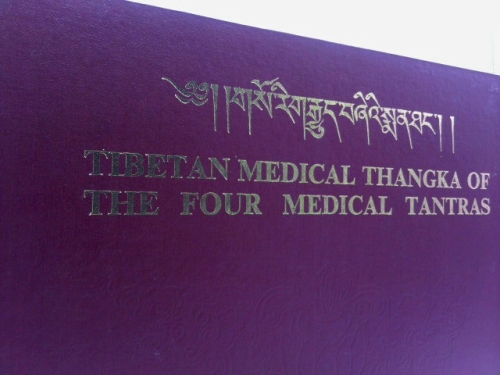 ༄༅། །གསོ་རིག་རྒྱུད་བཞིའི་སྨན་ཐང་། །
TIBETAN MEDICAL THANGKA OF
THE FOUR MEDICAL TANTRAS